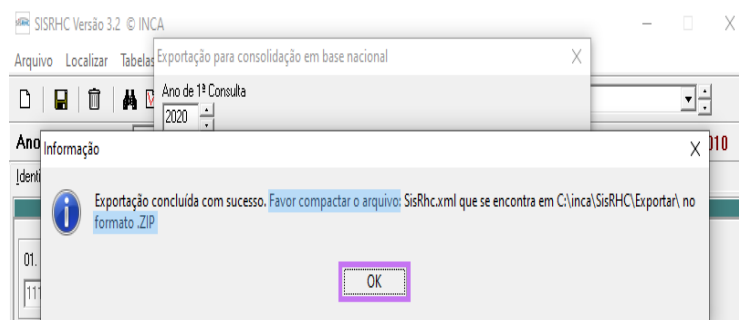 SISRHC Versão 3.2 © INCA
Arquivo Localizar Tabelas
Exportação para consolidação em base nacional
Ano de 1ª Consulta
2020
Ano
010
Informação
Identi
Exportação concluída com sucesso. Favor compactar o arquivo: SisRhc.xml que se encontra em C:\inca\SisRHC\Exportar\ no
formato .ZIP
01.
111
OK